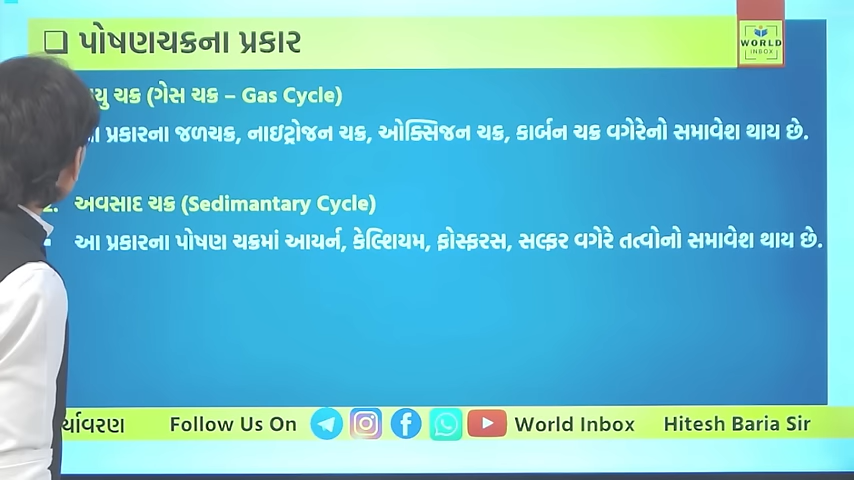 ❑ પોષણચક્રના પ્રકાર
WORLD
INBOX
ચક્ર (ગેસ ચક્ર – Gas Cycle)
પ્રકારના જળચક્ર, નાઇટ્રોજન ચક્ર, ઓક્સિજન ચક્ર, કાર્બન ચક્ર વગેરેનો સમાવેશ થાય છે.
2. અવસાદ ચક્ર (Sedimantary Cycle)
આ પ્રકારના પોષણ ચક્રમાં આયર્ન, કેલ્શિયમ, ફોસ્ફરસ, સલ્ફર વગેરે તત્વોનો સમાવેશ થાય છે.
Follow Us On World Inbox Hitesh Baria Sir